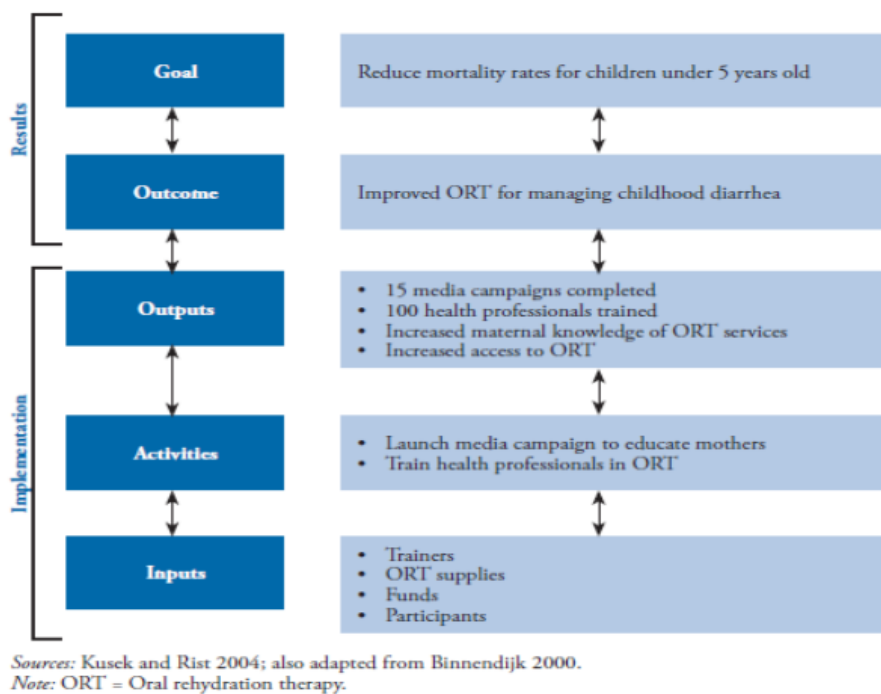 Results
Goal
Reduce mortality rates for children under 5 years old
Outcome
Improved ORT for managing childhood diarrhea
Implementation
Outputs
• 15 media campaigns completed
• 100 health professionals trained
• Increased maternal knowledge of ORT services
• Increased access to ORT
Activities
• Launch media campaign to educate mothers
• Train health professionals in ORT
Inputs
• Trainers
• ORT supplies
• Funds
• Participants
Sources: Kusek and Rist 2004; also adapted from Binnendijk 2000.
Note: ORT = Oral rehydration therapy.